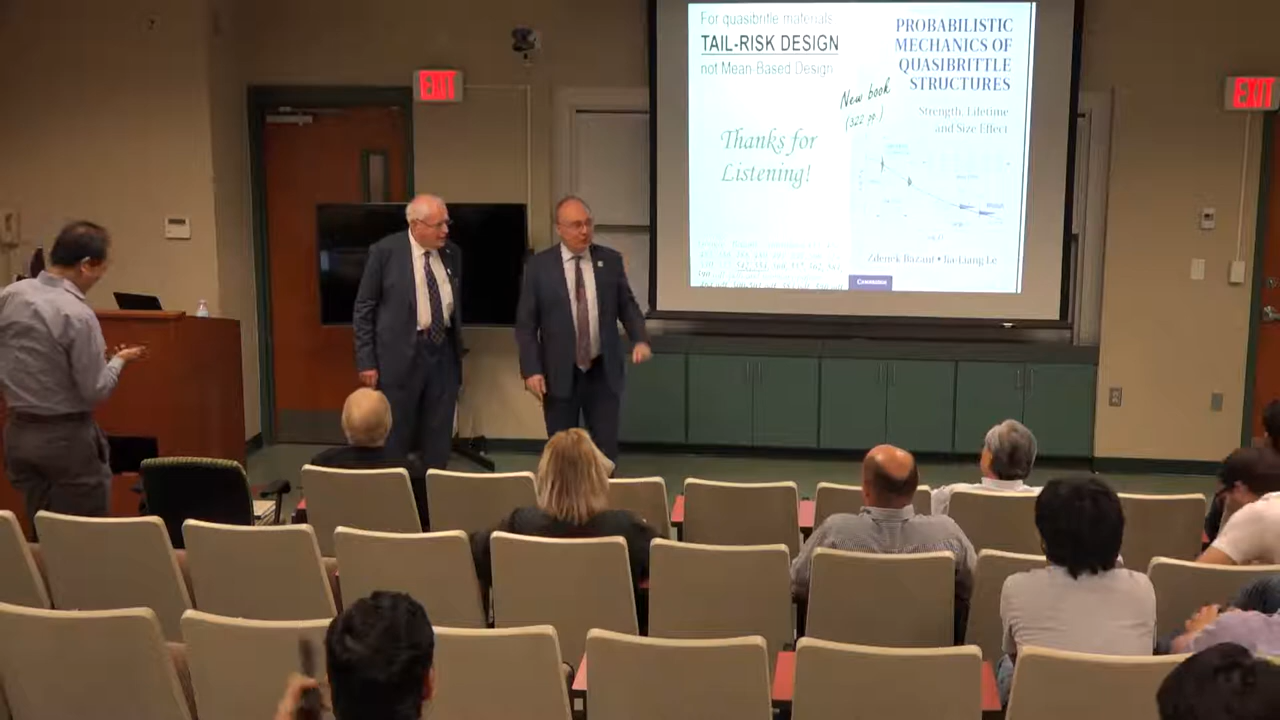 For quasibrittle materials
TAIL-RISK DESIGN
not Mean-Based Design
Thanks for
Listening!
New book
(322 pp.)
PROBABILISTIC
MECHANICS OF
QUASIBRITTLE
STRUCTURES
Strength, Lifetime
and Size Effect
Zdeněk Bažant • Jia-Liang Le
CAMBRIDGE
EXIT
EXIT